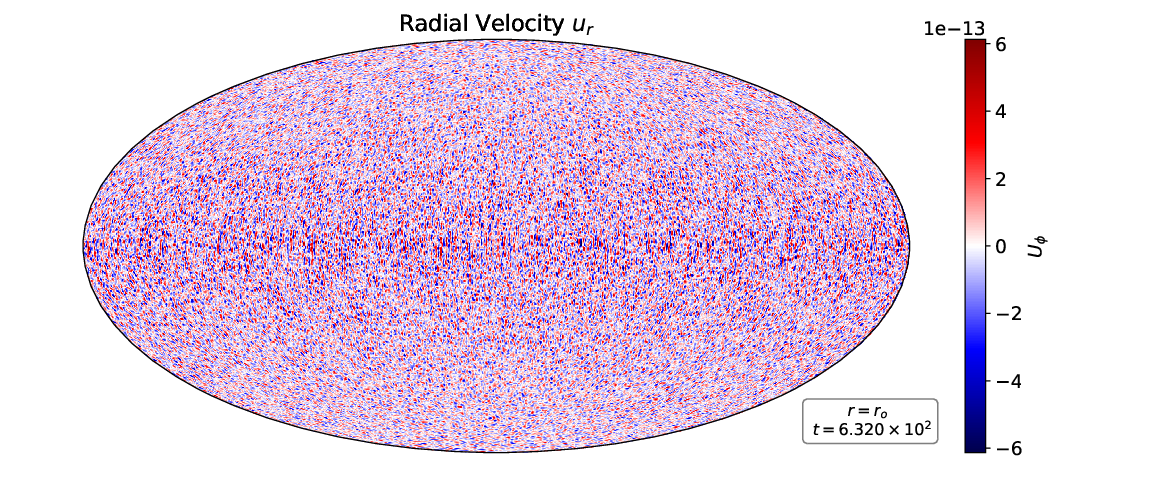 Radial Velocity $u_r$
1e−13
6
4
2
0
−2
−4
−6
$U_\phi$
$r = r_o$
$t = 6.320 \times 10^2$